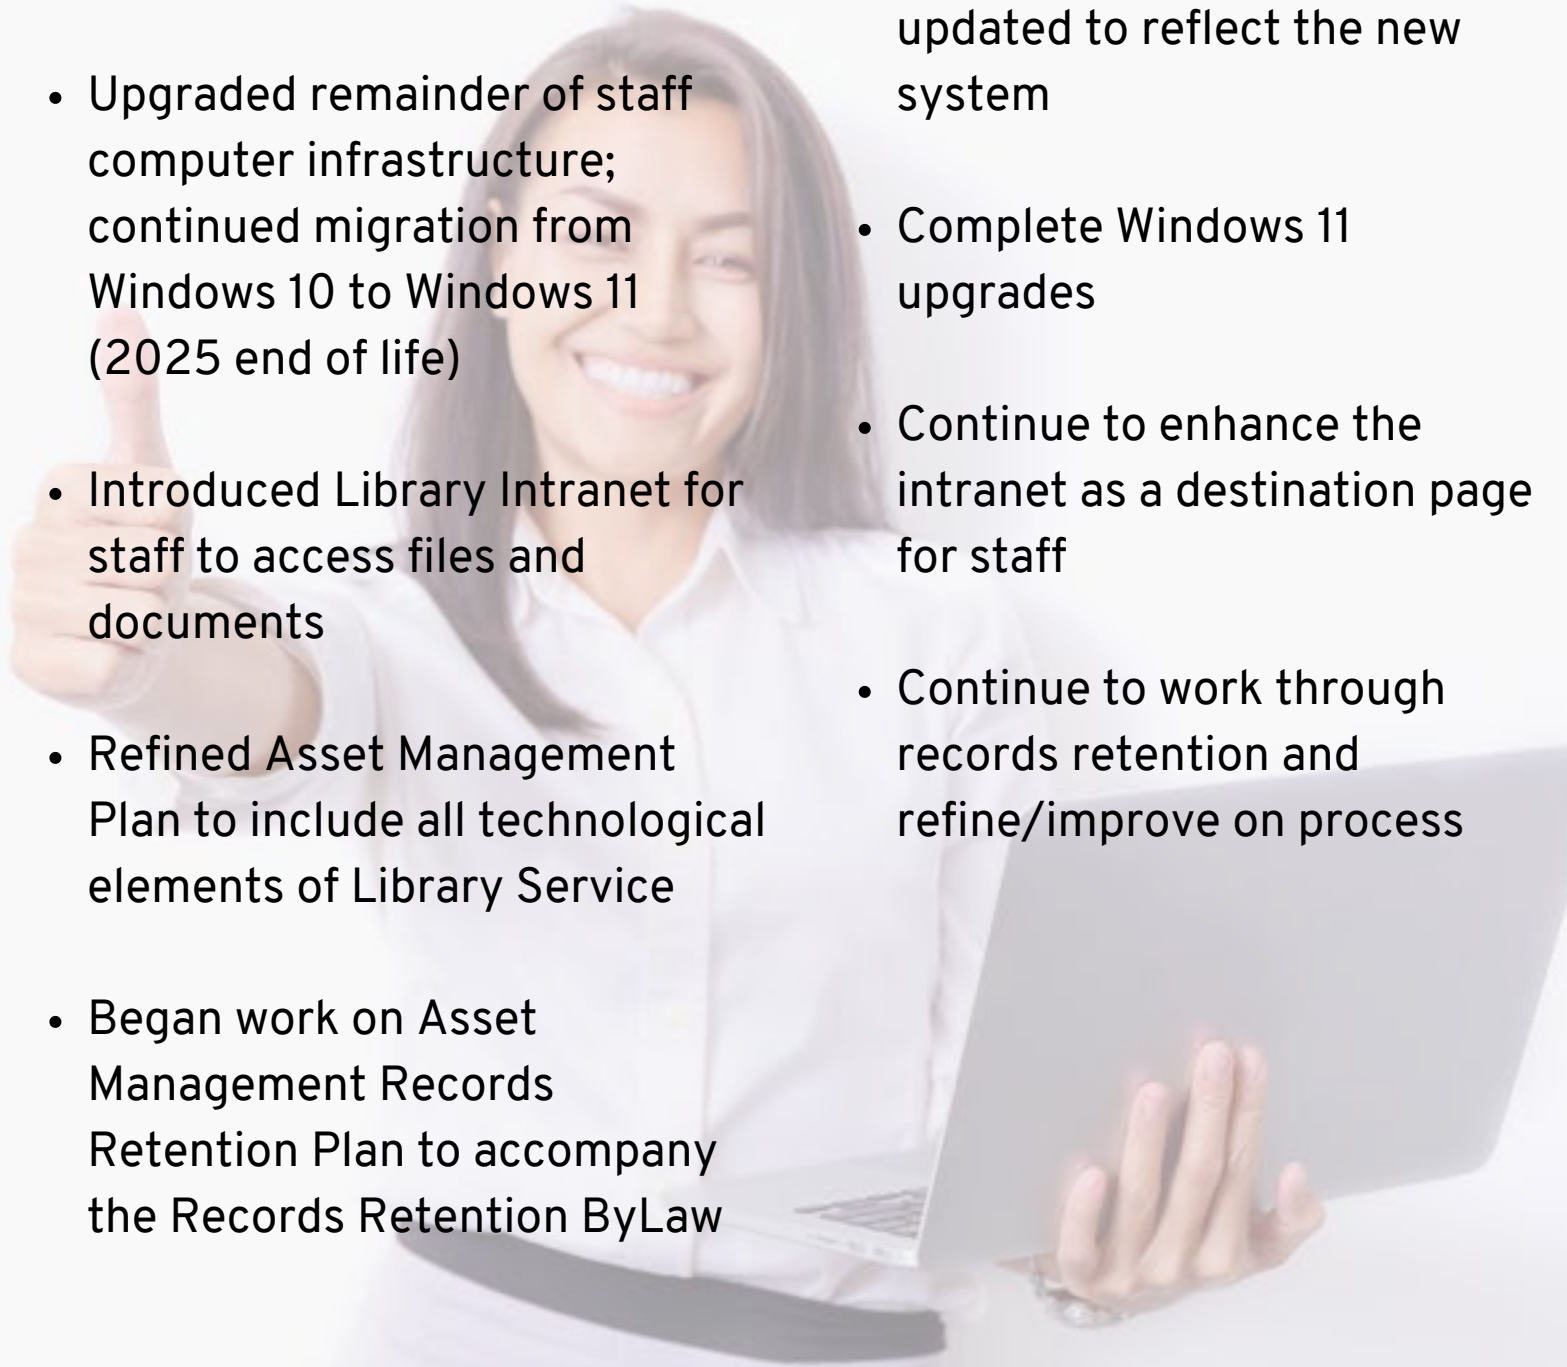 Upgraded remainder of staff
computer infrastructure;
continued migration from
Windows 10 to Windows 11
(2025 end of life)
Introduced Library Intranet for
staff to access files and
documents
Refined Asset Management
Plan to include all technological
elements of Library Service
Began work on Asset
Management Records
Retention Plan to accompany
the Records Retention ByLaw
updated to reflect the new
system
Complete Windows 11
upgrades
Continue to enhance the
intranet as a destination page
for staff
Continue to work through
records retention and
refine/improve on process